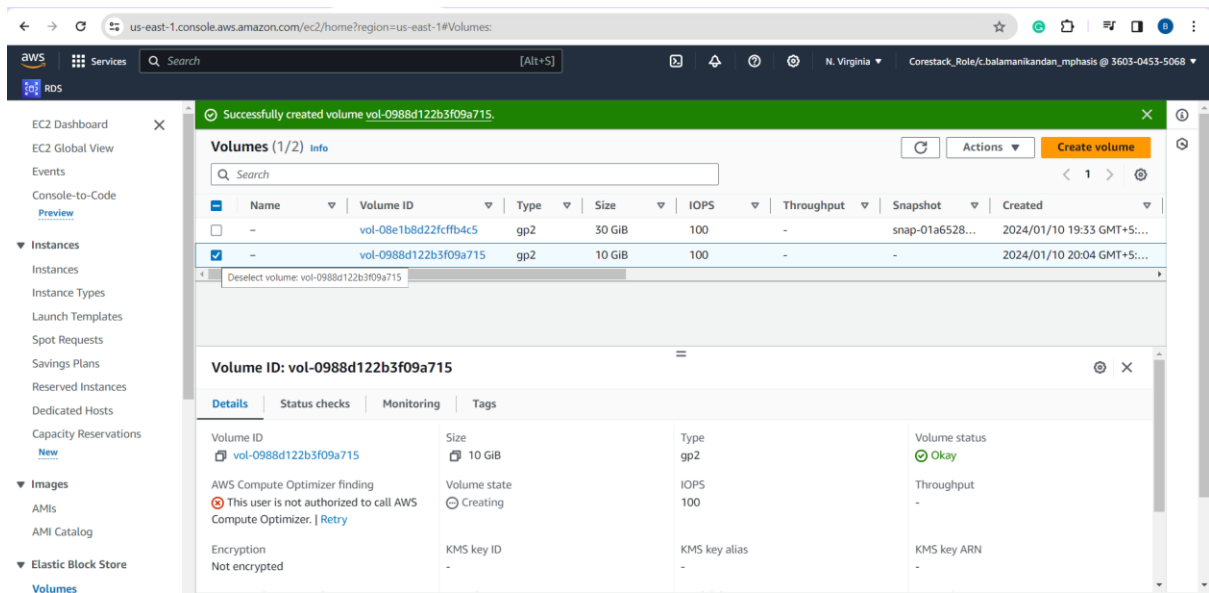 us-east-1.console.aws.amazon.com/ec2/home?region=us-east-1#Volumes:
B
aws
Services
Search
[Alt+S]
N. Virginia ▼
Corestack_Role/c.balamanikandan_mphasis @ 3603-0453-5068 ▼
RDS
EC2 Dashboard
EC2 Global View
Events
Console-to-Code
Preview
Instances
Instances
Instance Types
Launch Templates
Spot Requests
Savings Plans
Reserved Instances
Dedicated Hosts
Capacity Reservations
New
Images
AMIs
AMI Catalog
Elastic Block Store
Volumes
Successfully created volume vol-0988d122b3f09a715.
Volumes (1/2) Info
Actions ▼
Create volume
Search
1
Name Volume ID Type Size IOPS Throughput Snapshot Created
– vol-08e1b8d22fcffb4c5 gp2 30 GiB 100 - snap-01a6528... 2024/01/10 19:33 GMT+5:...
– vol-0988d122b3f09a715 gp2 10 GiB 100 - - 2024/01/10 20:04 GMT+5:...
Deselect volume: vol-0988d122b3f09a715
Volume ID: vol-0988d122b3f09a715
Details Status checks Monitoring Tags
Volume ID
vol-0988d122b3f09a715
Size
10 GiB
Type
gp2
Volume status
Okay
AWS Compute Optimizer finding
This user is not authorized to call AWS
Compute Optimizer. | Retry
Volume state
Creating
IOPS
100
Throughput
-
Encryption
Not encrypted
KMS key ID
-
KMS key alias
-
KMS key ARN
-